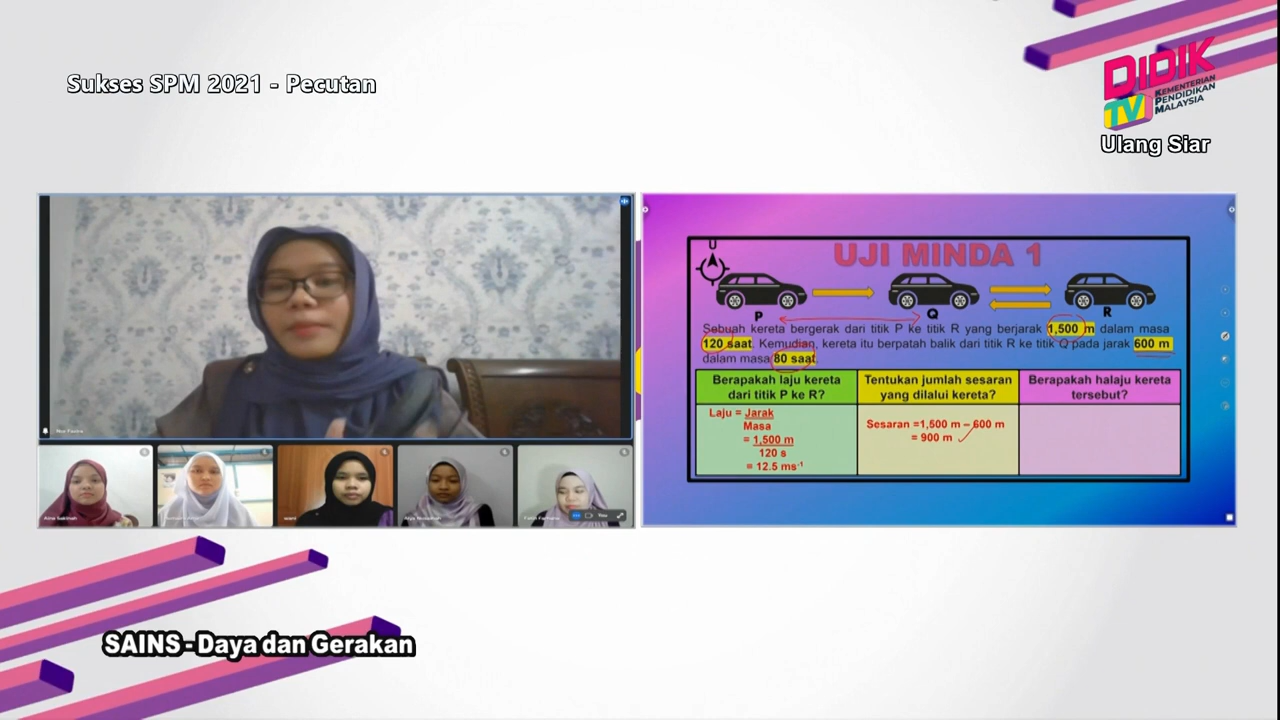 Sukses SPM 2021 - Pecutan
DIDIK
TV
KEMENTERIAN
PENDIDIKAN
MALAYSIA
Ulang Siar
UJI MINDA 1
U
P
Q
R
Sebuah kereta bergerak dari titik P ke titik R yang berjarak 1,500 m dalam masa
120 saat. Kemudian, kereta itu berpatah balik dari titik R ke titik Q pada jarak 600 m
dalam masa 80 saat.
Berapakah laju kereta
dari titik P ke R?
Tentukan jumlah sesaran
yang dilalui kereta?
Berapakah halaju kereta
tersebut?
Laju = Jarak
Masa
= 1,500 m
120 s
= 12.5 ms⁻¹
Sesaran =1,500 m – 600 m
= 900 m
You
SAINS - Daya dan Gerakan